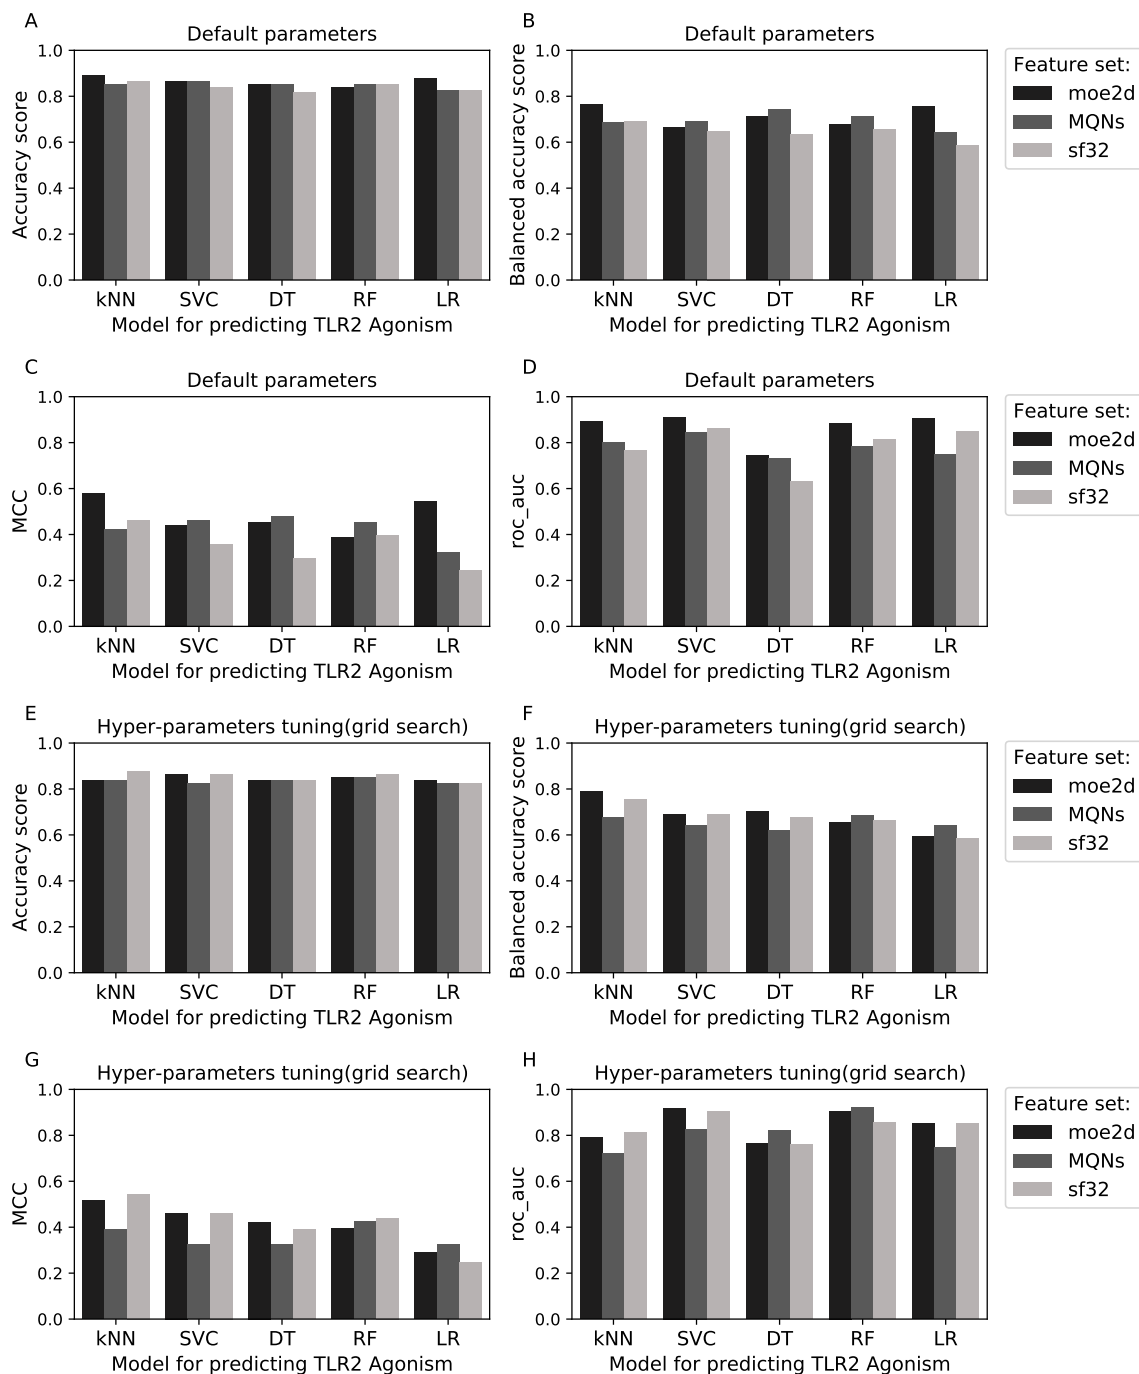 A
Default parameters
Accuracy score
1.0
0.8
0.6
0.4
0.2
0.0
kNN SVC DT RF LR
Model for predicting TLR2 Agonism
B
Default parameters
Balanced accuracy score
1.0
0.8
0.6
0.4
0.2
0.0
kNN SVC DT RF LR
Model for predicting TLR2 Agonism
Feature set:
moe2d
MQNs
sf32
C
Default parameters
MCC
1.0
0.8
0.6
0.4
0.2
0.0
kNN SVC DT RF LR
Model for predicting TLR2 Agonism
D
Default parameters
roc_auc
1.0
0.8
0.6
0.4
0.2
0.0
kNN SVC DT RF LR
Model for predicting TLR2 Agonism
Feature set:
moe2d
MQNs
sf32
E
Hyper-parameters tuning(grid search)
Accuracy score
1.0
0.8
0.6
0.4
0.2
0.0
kNN SVC DT RF LR
Model for predicting TLR2 Agonism
F
Hyper-parameters tuning(grid search)
Balanced accuracy score
1.0
0.8
0.6
0.4
0.2
0.0
kNN SVC DT RF LR
Model for predicting TLR2 Agonism
Feature set:
moe2d
MQNs
sf32
G
Hyper-parameters tuning(grid search)
MCC
1.0
0.8
0.6
0.4
0.2
0.0
kNN SVC DT RF LR
Model for predicting TLR2 Agonism
H
Hyper-parameters tuning(grid search)
roc_auc
1.0
0.8
0.6
0.4
0.2
0.0
kNN SVC DT RF LR
Model for predicting TLR2 Agonism
Feature set:
moe2d
MQNs
sf32